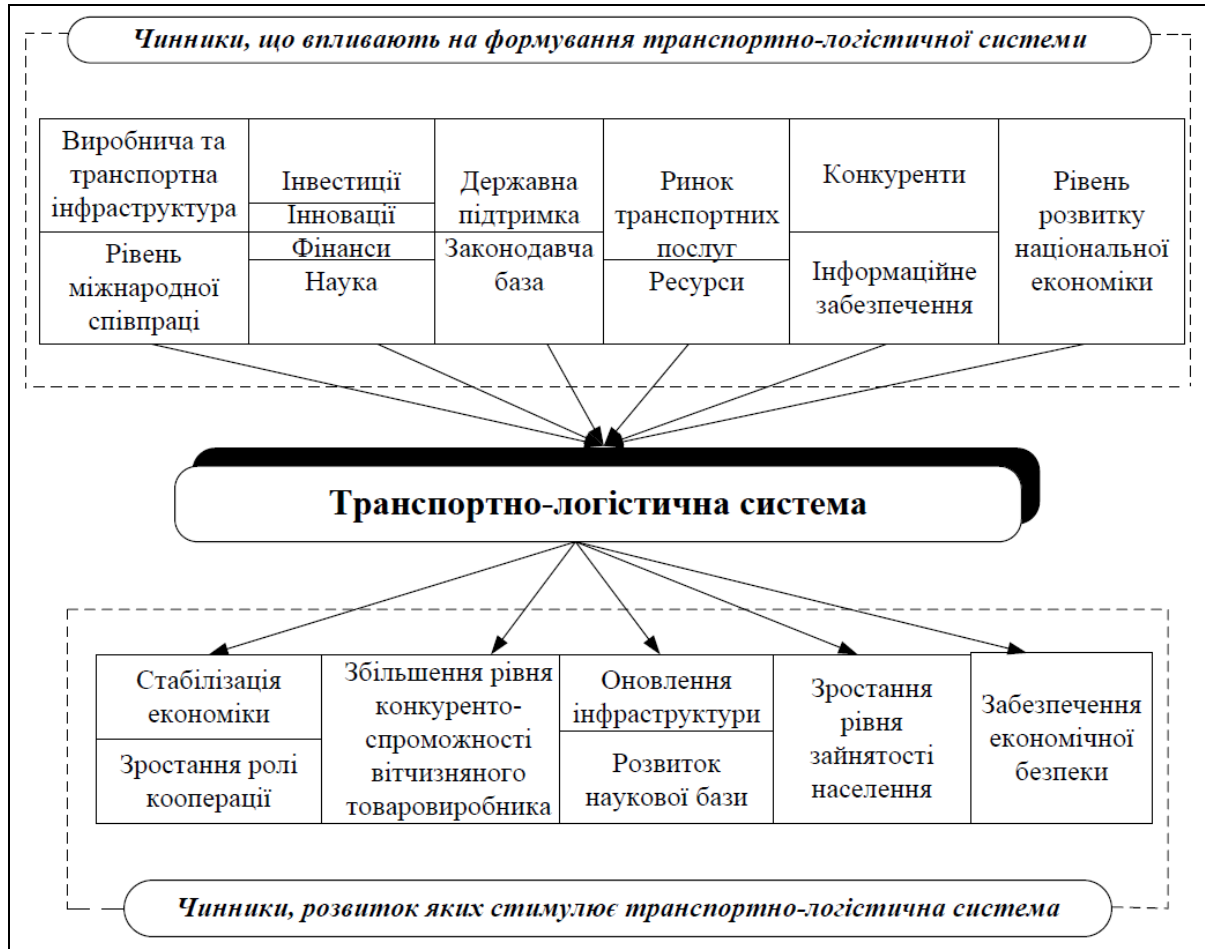 Чинники, що впливають на формування транспортно-логістичної системи
Виробнича та
транспортна
інфраструктура
Рівень
міжнародної
співпраці
Інвестиції
Інновації
Фінанси
Наука
Державна
підтримка
Законодавча
база
Ринок
транспортних
послуг
Ресурси
Конкуренти
Інформаційне
забезпечення
Рівень
розвитку
національної
економіки
Транспортно-логістична система
Стабілізація
економіки
Зростання ролі
кооперації
Збільшення рівня
конкуренто-
спроможності
вітчизняного
товаровиробника
Оновлення
інфраструктури
Розвиток
наукової бази
Зростання
рівня
зайнятості
населення
Забезпечення
економічної
безпеки
Чинники, розвиток яких стимулює транспортно-логістична система